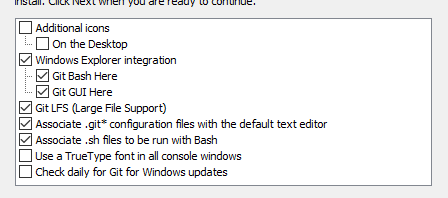 install. Click Next when you are ready to continue.
Additional icons
On the Desktop
Windows Explorer integration
Git Bash Here
Git GUI Here
Git LFS (Large File Support)
Associate .git* configuration files with the default text editor
Associate .sh files to be run with Bash
Use a TrueType font in all console windows
Check daily for Git for Windows updates